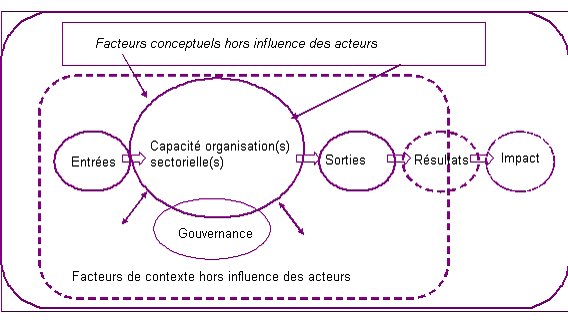 Facteurs conceptuels hors influence des acteurs
Capacité organisation(s)
sectorielle(s)
Entrées
Sorties
Résultats
Impact
Gouvernance
Facteurs de contexte hors influence des acteurs